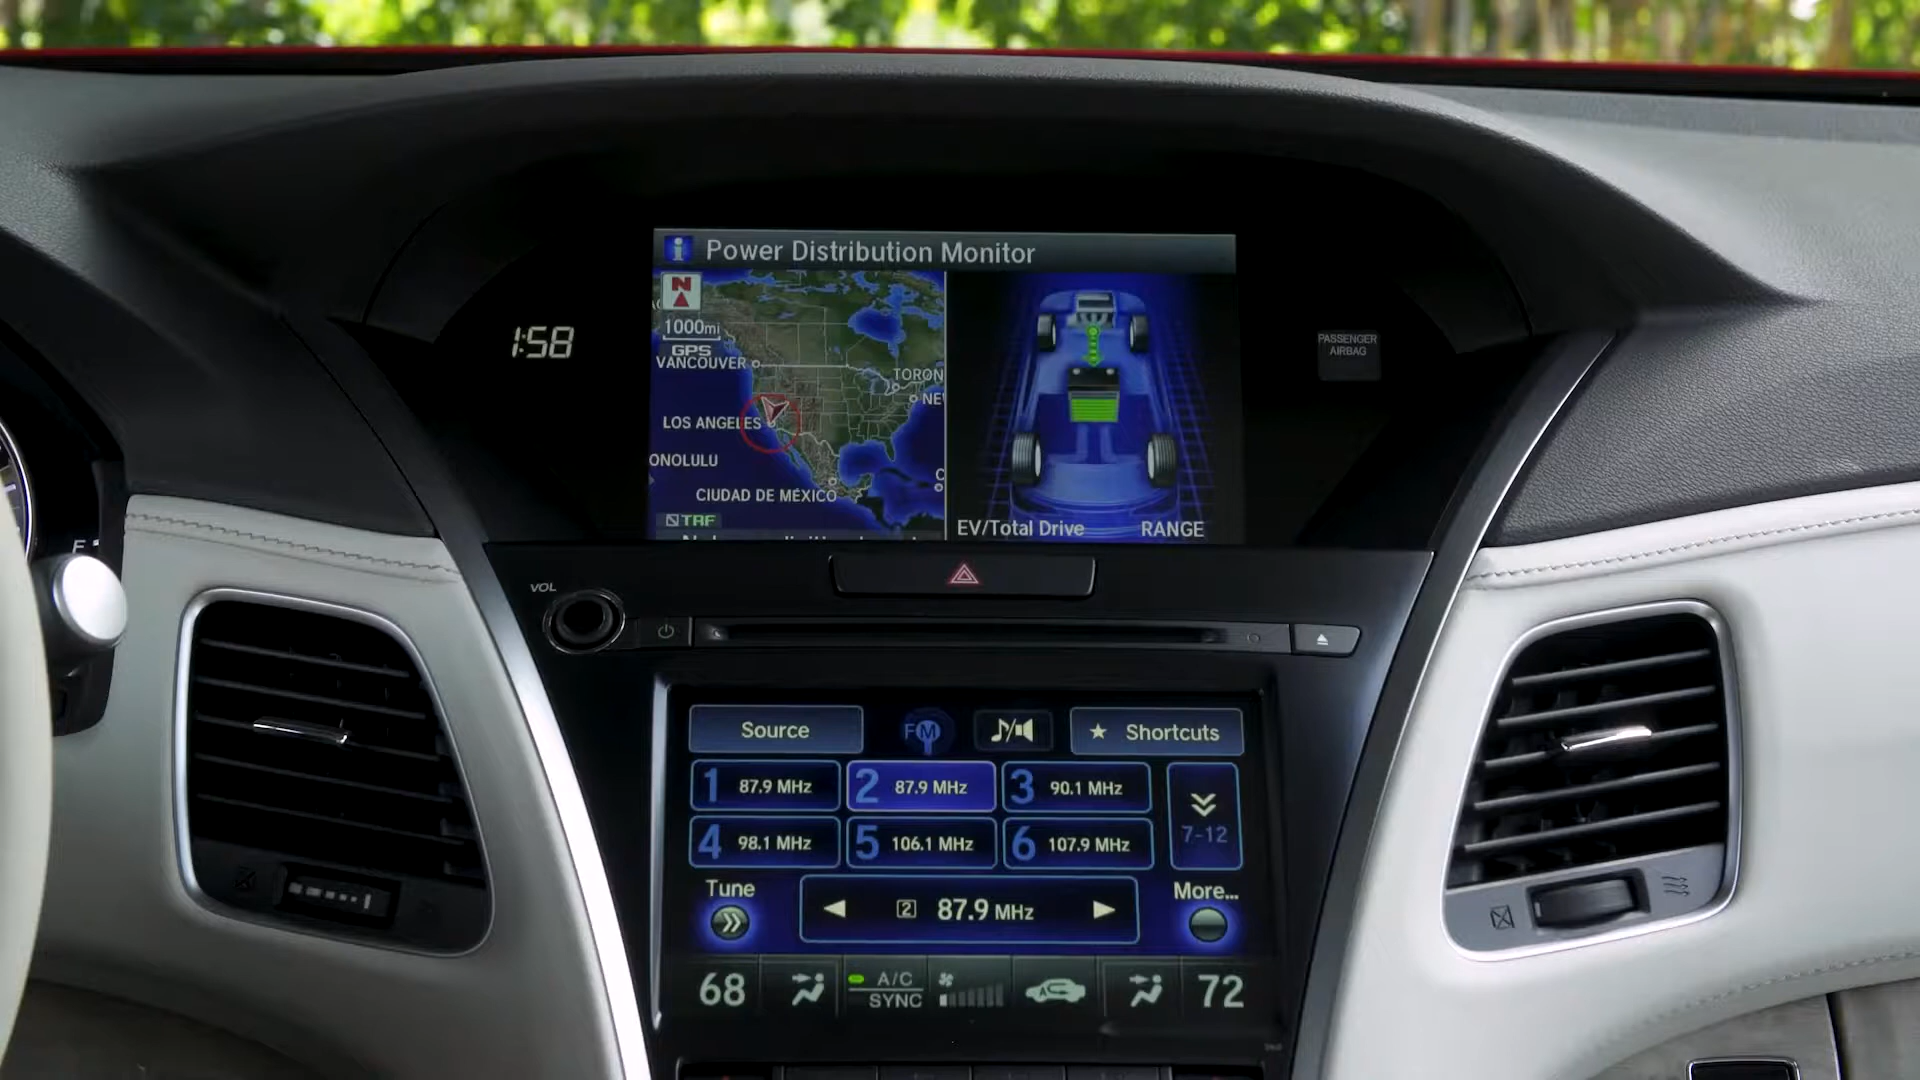 Power Distribution Monitor
N
1000mi
GPS
VANCOUVER
TORON
NE
LOS ANGELES
ONOLULU
CIUDAD DE MÉXICO
TRF
EV/Total Drive RANGE
1:58
PASSENGER
AIRBAG
F
VOL
Source FM Shortcuts
1 87.9 MHz 2 87.9 MHz 3 90.1 MHz
4 98.1 MHz 5 106.1 MHz 6 107.9 MHz
7-12
Tune 2 87.9 MHz More...
68 A/C 72
SYNC